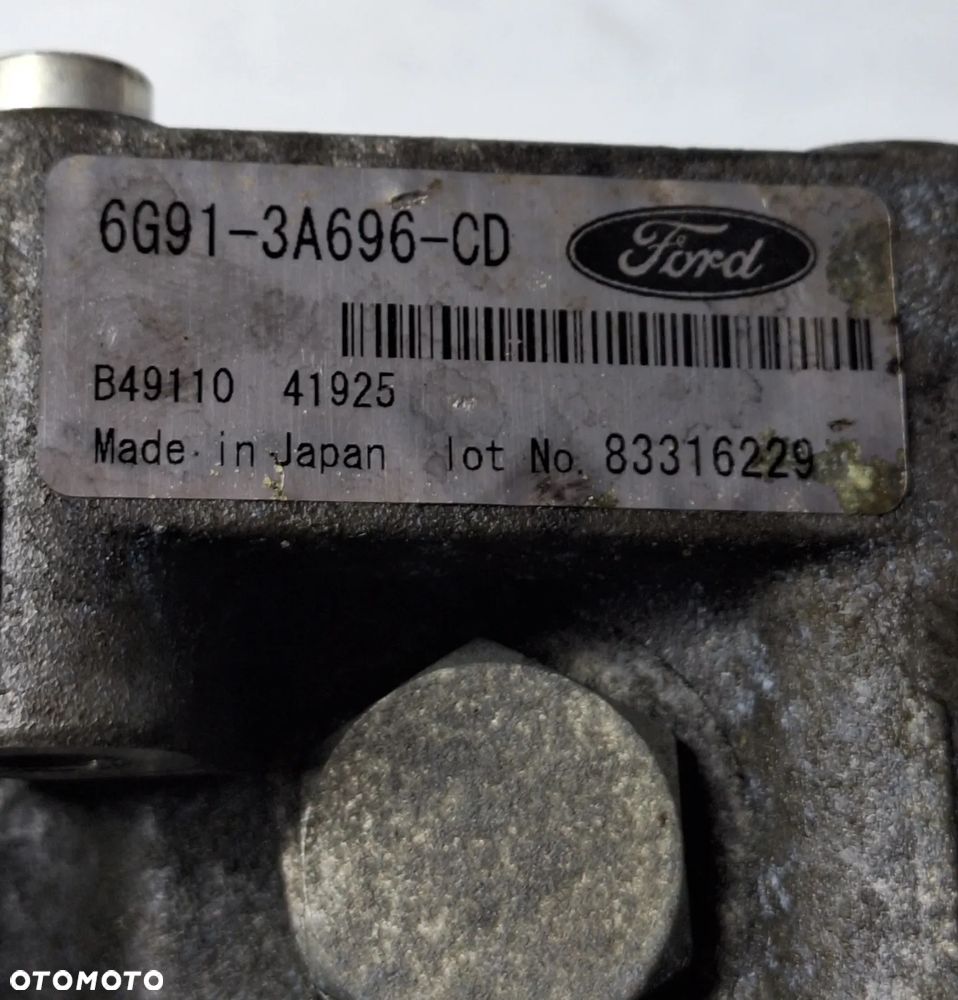 6G91-3A696-CD
Ford
B49110 41925
Made in Japan lot No. 83316229
OTOMOTO